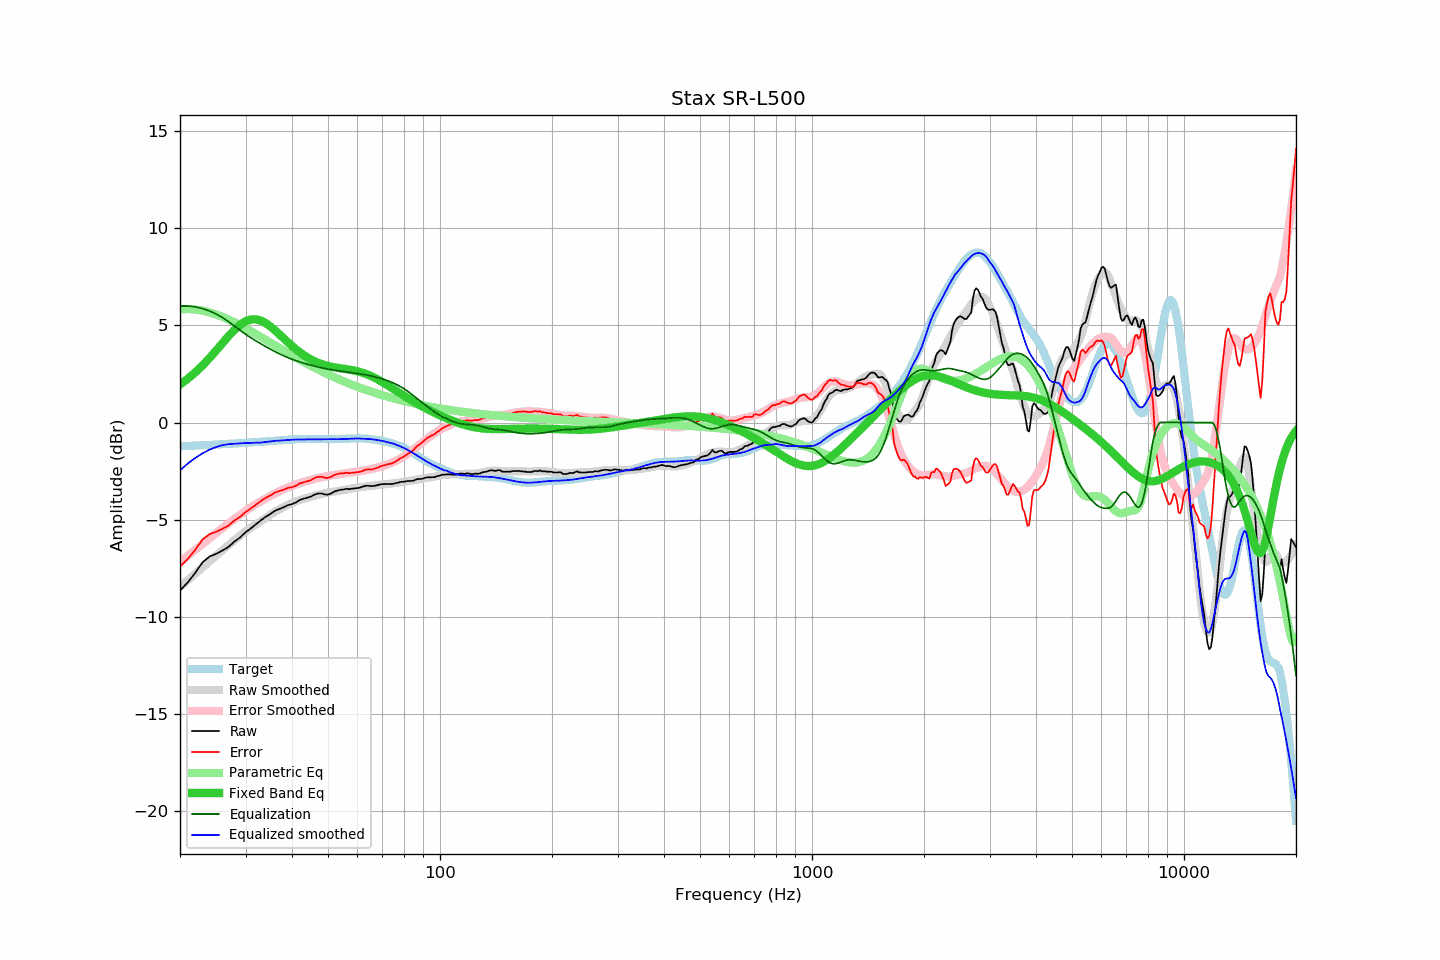 Stax SR-L500
Amplitude (dBr)
15
10
5
0
−5
−10
−15
−20
Target
Raw Smoothed
Error Smoothed
Raw
Error
Parametric Eq
Fixed Band Eq
Equalization
Equalized smoothed
100
1000
10000
Frequency (Hz)